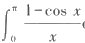 ∫₀^π (1−cos x)/x